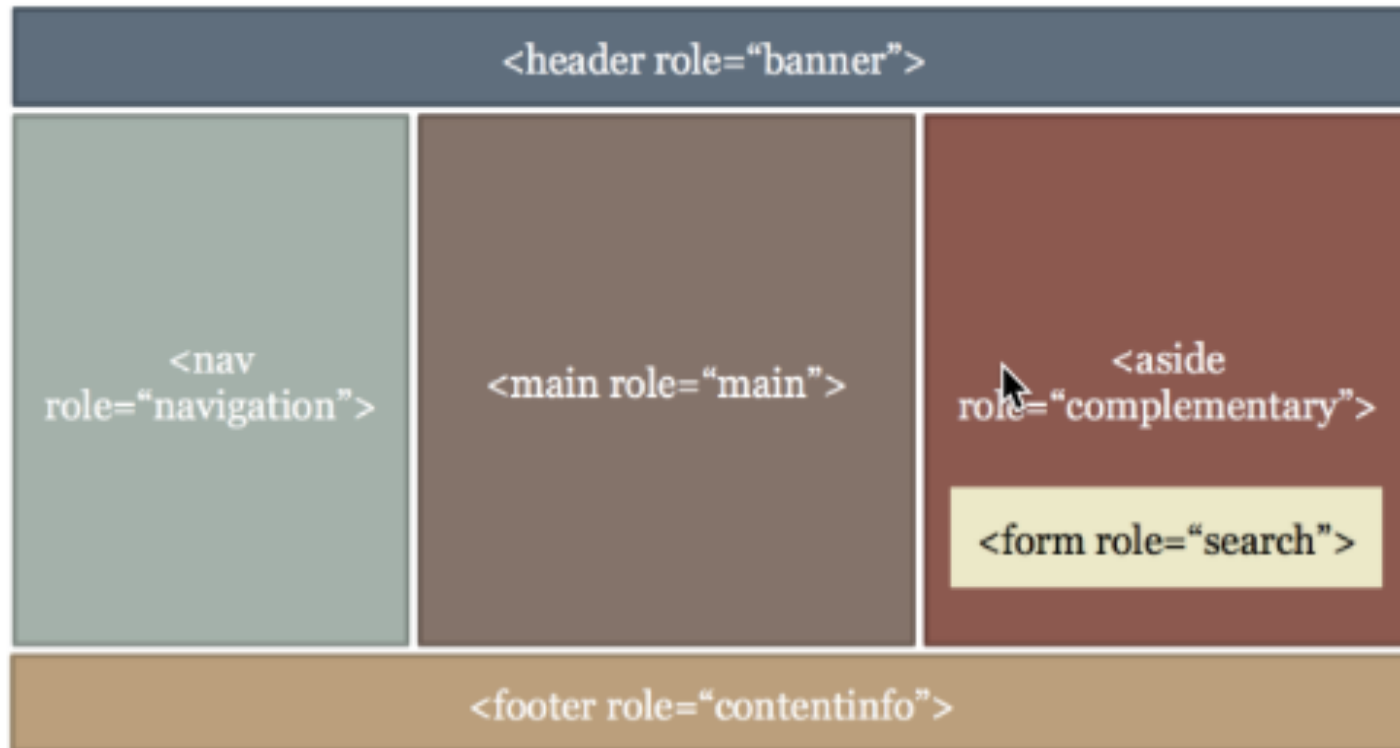 <header role=“banner”>
<nav
role=“navigation”>
<main role=“main”>
<aside
role=“complementary”>
<form role=“search”>
<footer role=“contentinfo”>